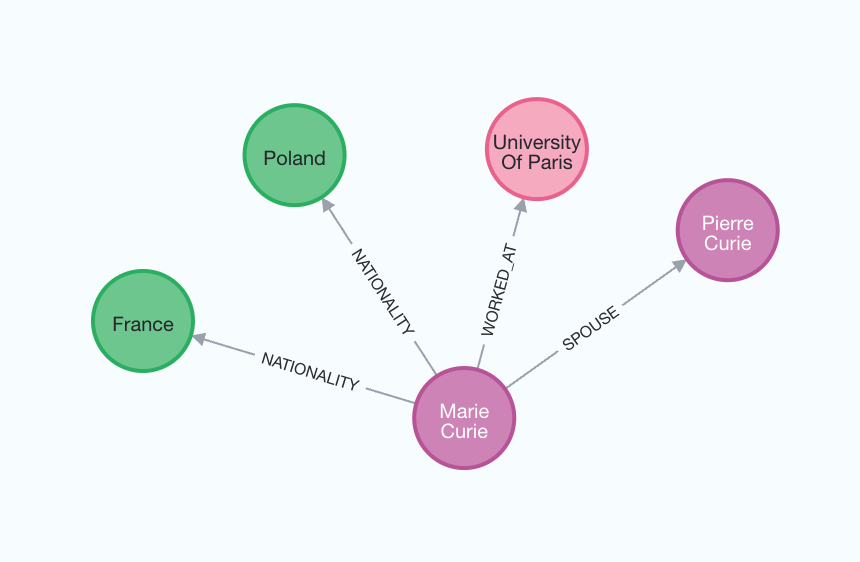 University
Of Paris
Poland
Pierre
Curie
NATIONALITY
WORKED_AT
SPOUSE
France
NATIONALITY
Marie
Curie